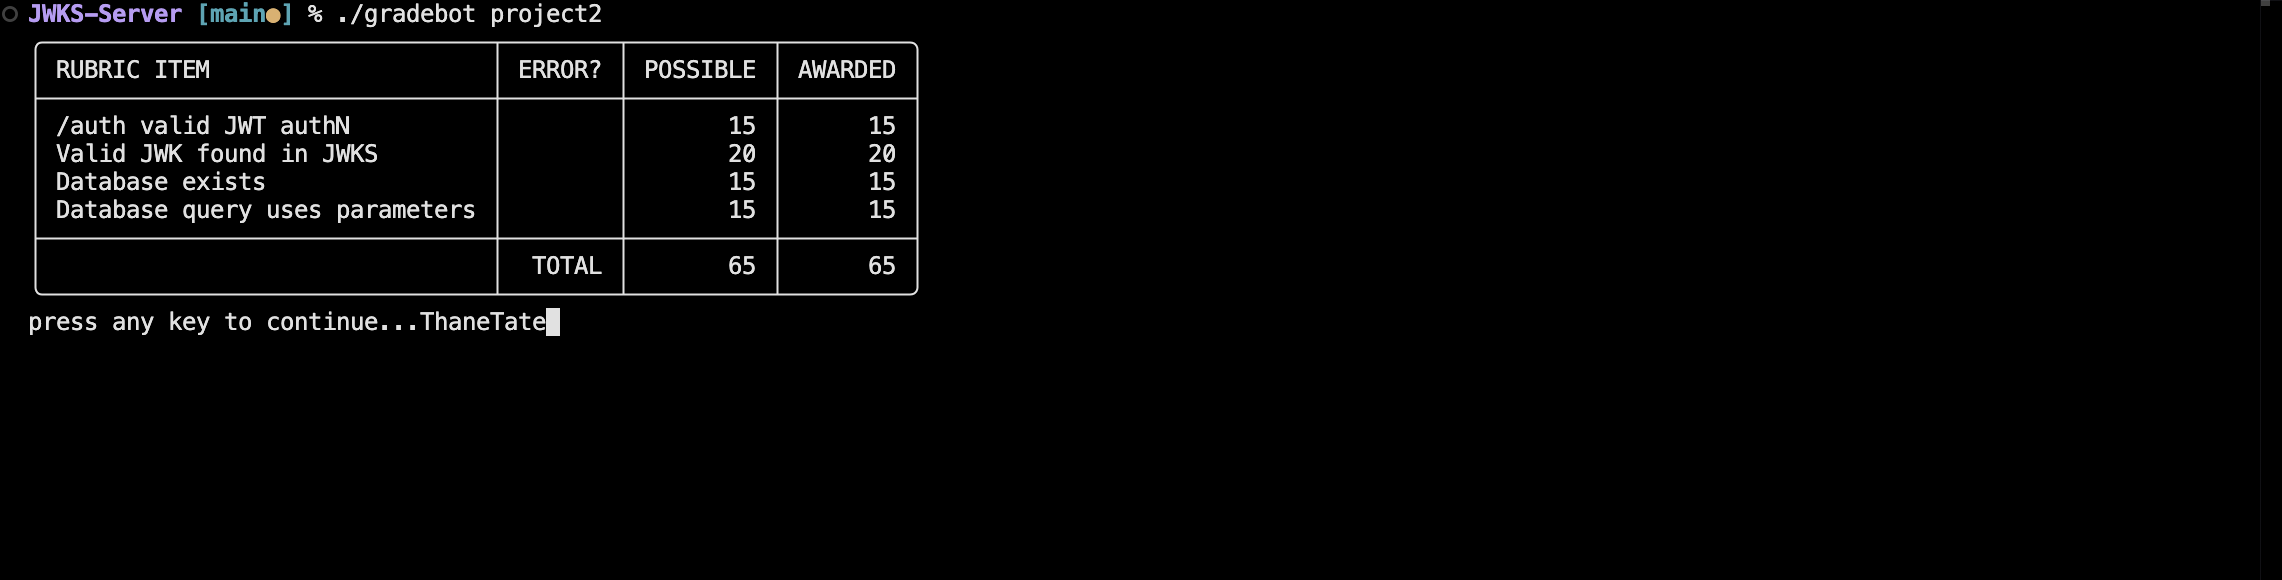 JWKS-Server [main●] % ./gradebot project2
RUBRIC ITEM ERROR? POSSIBLE AWARDED
/auth valid JWT authN 15 15
Valid JWK found in JWKS 20 20
Database exists 15 15
Database query uses parameters 15 15
TOTAL 65 65
press any key to continue...ThaneTate